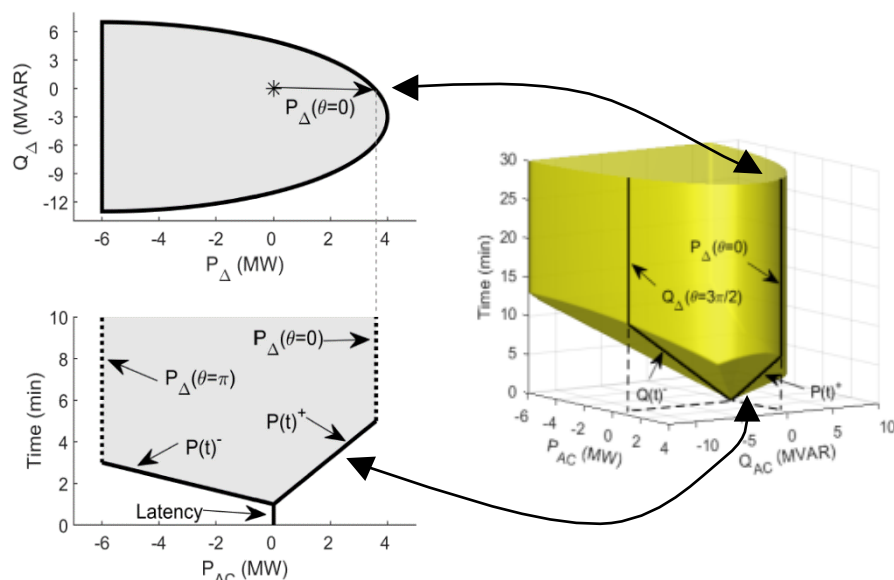 6
3
0
-3
-6
-9
-12
Q_Δ (MVAR)
P_Δ(θ=0)
-6 -4 -2 0 2 4
P_Δ (MW)
10
8
6
4
2
0
Time (min)
P_Δ(θ=0)
P_Δ(θ=π)
P(t)⁺
P(t)⁻
Latency
-6 -4 -2 0 2 4
P_AC (MW)
30
25
20
15
10
5
0
Time (min)
P_Δ(θ=0)
Q_Δ(θ=3π/2)
Q(t)⁻
P(t)⁺
-6 -4 -2 0 2 4
P_AC (MW)
-10 -5 0 5 10
Q_AC (MVAR)